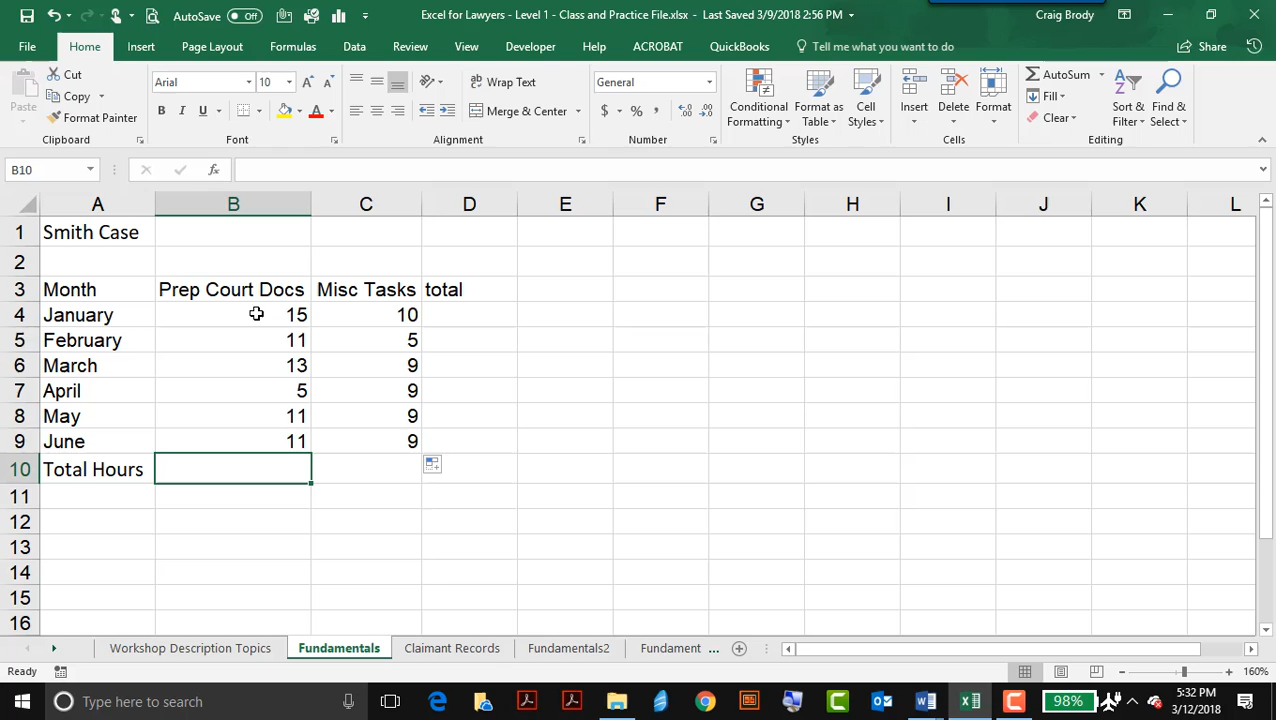 AutoSave Off Excel for Lawyers - Level 1 - Class and Practice File.xlsx - Last Saved 3/9/2018 2:56 PM Craig Brody
File Home Insert Page Layout Formulas Data Review View Developer Help ACROBAT QuickBooks Tell me what you want to do Share
Paste Cut Copy Format Painter
Clipboard
Arial 10
B I U
Font
Wrap Text
Merge & Center
Alignment
General
$ % ,
Number
Conditional Formatting Format as Table Cell Styles
Styles
Insert Delete Format
Cells
AutoSum Fill Clear Sort & Filter Find & Select
Editing
B10 fx
A B C D E F G H I J K L
1 Smith Case
2
3 Month Prep Court Docs Misc Tasks total
4 January 15 10
5 February 11 5
6 March 13 9
7 April 5 9
8 May 11 9
9 June 11 9
10 Total Hours
11
12
13
14
15
16
Workshop Description Topics Fundamentals Claimant Records Fundamentals2 Fundament ...
Ready 160%
Type here to search 98% 5:32 PM
3/12/2018